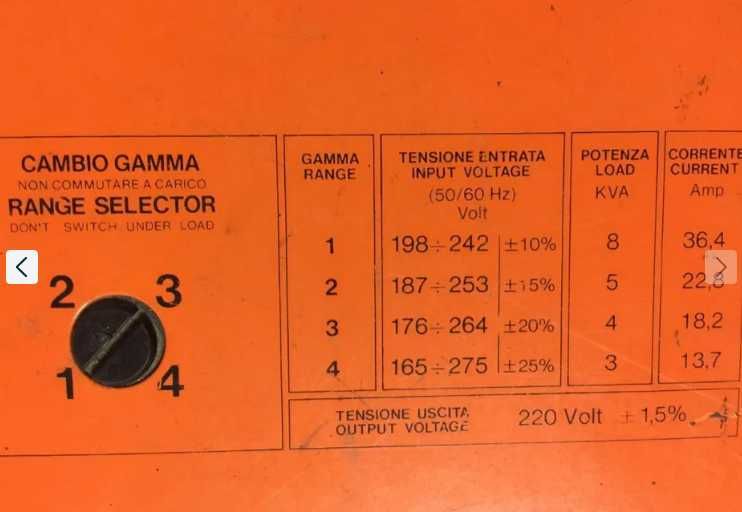 CAMBIO GAMMA
NON COMMUTARE A CARICO
RANGE SELECTOR
DON'T SWITCH UNDER LOAD
2 3
1 4
GAMMA RANGE
TENSIONE ENTRATA
INPUT VOLTAGE
(50/60 Hz)
Volt
POTENZA
LOAD
KVA
CORRENTE
CURRENT
Amp
1 198÷242 ±10% 8 36,4
2 187÷253 ±15% 5 22,8
3 176÷264 ±20% 4 18,2
4 165÷275 ±25% 3 13,7
TENSIONE USCITA
OUTPUT VOLTAGE
220 Volt ±1,5%